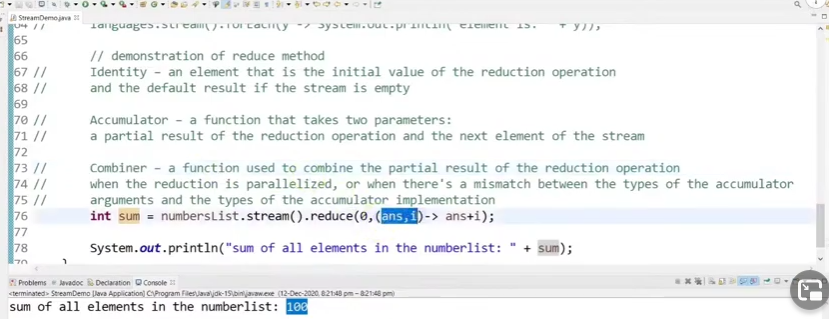 StreamDemo.java
64 // languages.stream().forEach(y -> System.out.println("element is: " + y));
65
66 // demonstration of reduce method
67 // Identity – an element that is the initial value of the reduction operation
68 // and the default result if the stream is empty
69
70 // Accumulator – a function that takes two parameters:
71 // a partial result of the reduction operation and the next element of the stream
72
73 // Combiner – a function used to combine the partial result of the reduction operation
74 // when the reduction is parallelized, or when there's a mismatch between the types of the accumulator
75 // arguments and the types of the accumulator implementation
76 int sum = numbersList.stream().reduce(0,(ans,i)-> ans+i);
77
78 System.out.println("sum of all elements in the numberlist: " + sum);
79 }
Problems Javadoc Declaration Console
<terminated> StreamDemo [Java Application] C:\Program Files\Java\jdk-15\bin\javaw.exe (12-Dec-2020, 8:21:48 pm – 8:21:48 pm)
sum of all elements in the numberlist: 100